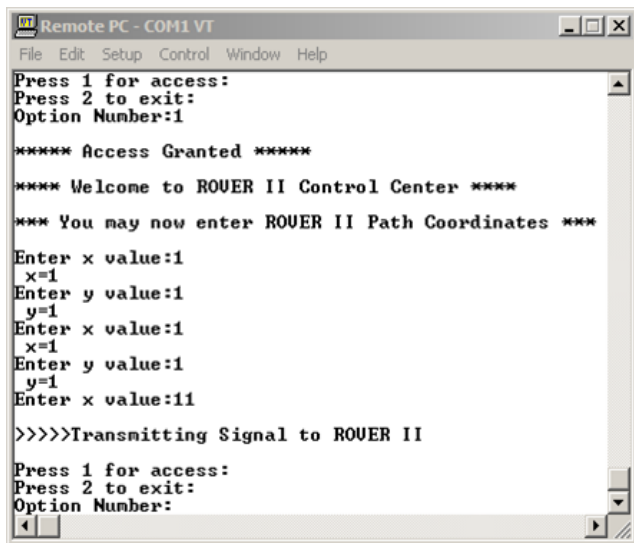 Remote PC - COM1 VT
File Edit Setup Control Window Help
Press 1 for access:
Press 2 to exit:
Option Number:1
***** Access Granted *****
**** Welcome to ROVER II Control Center ****
*** You may now enter ROVER II Path Coordinates ***
Enter x value:1
x=1
Enter y value:1
y=1
Enter x value:1
x=1
Enter y value:1
y=1
Enter x value:11
>>>>>Transmitting Signal to ROVER II
Press 1 for access:
Press 2 to exit:
Option Number: